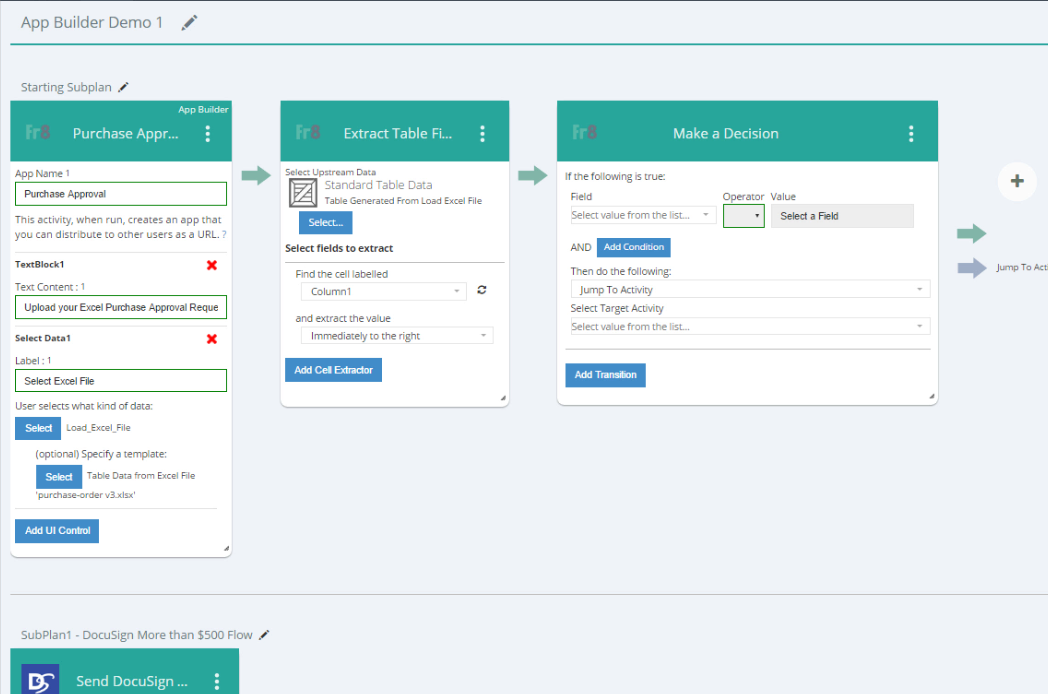 App Builder Demo 1
Starting Subplan
App Builder
Fr8
Purchase Appr...
App Name 1
Purchase Approval
This activity, when run, creates an app that
you can distribute to other users as a URL. ?
TextBlock1
Text Content : 1
Upload your Excel Purchase Approval Reque
Select Data1
Label : 1
Select Excel File
User selects what kind of data:
Select Load_Excel_File
(optional) Specify a template:
Select Table Data from Excel File
'purchase-order v3.xlsx'
Add UI Control
Fr8
Extract Table Fi...
Select Upstream Data
Standard Table Data
Table Generated From Load Excel File
Select...
Select fields to extract
Find the cell labelled
Column1
and extract the value
Immediately to the right
Add Cell Extractor
Fr8
Make a Decision
If the following is true:
Field Operator Value
Select value from the list... Select a Field
AND Add Condition
Then do the following:
Jump To Activity
Select Target Activity
Select value from the list...
Add Transition
Jump To Acti
SubPlan1 - DocuSign More than $500 Flow
DS
Send DocuSign ...